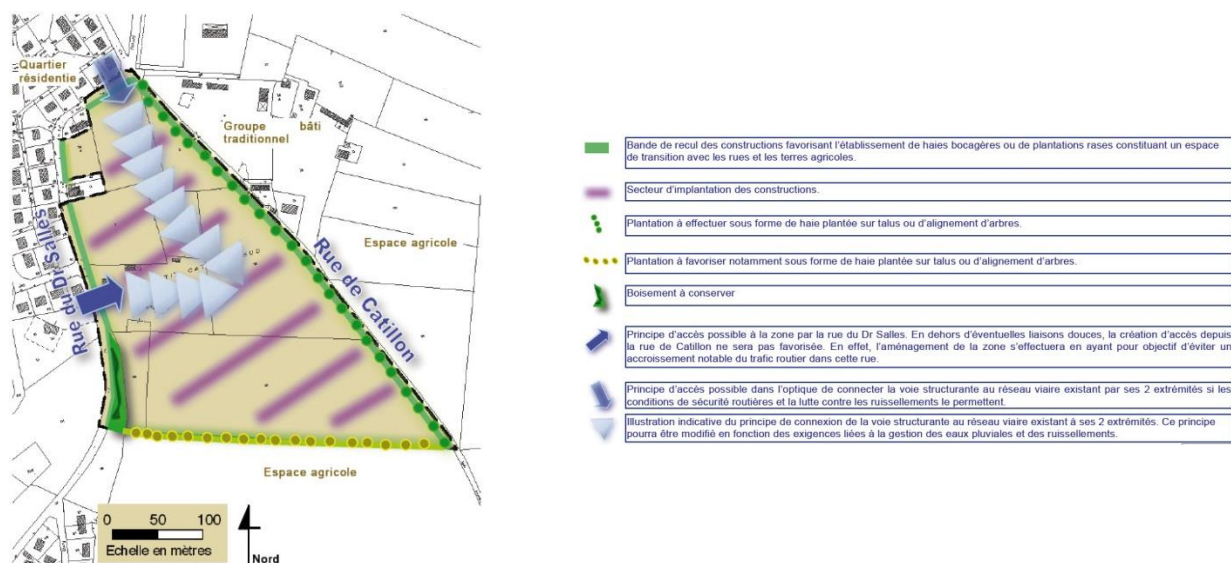 Quartier
résidentie
Groupe bâti
traditionnel
Espace agricole
Rue du DrSalles
Rue de Catillon
Espace agricole
0 50 100
Echelle en mètres
Nord
Bande de recul des constructions favorisant l'établissement de haies bocagères ou de plantations rases constituant un espace
de transition avec les rues et les terres agricoles.
Secteur d'implantation des constructions.
Plantation à effectuer sous forme de haie plantée sur talus ou d'alignement d'arbres.
Plantation à favoriser notamment sous forme de haie plantée sur talus ou d'alignement d'arbres.
Boisement à conserver
Principe d'accès possible à la zone par la rue du Dr Salles. En dehors d'éventuelles liaisons douces, la création d'accès depuis
la rue de Catillon ne sera pas favorisée. En effet, l'aménagement de la zone s'effectuera en ayant pour objectif d'éviter un
accroissement notable du trafic routier dans cette rue.
Principe d'accès possible dans l'optique de connecter la voie structurante au réseau viaire existant par ses 2 extrémités si les
conditions de sécurité routières et la lutte contre les ruissellements le permettent.
Illustration indicative du principe de connexion de la voie structurante au réseau viaire existant à ses 2 extrémités. Ce principe
pourra être modifié en fonction des exigences liées à la gestion des eaux pluviales et des ruissellements.